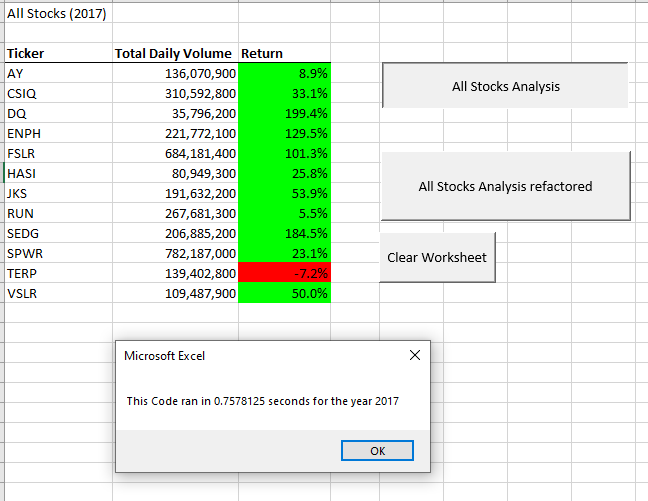 All Stocks (2017)
Ticker Total Daily Volume Return
AY 136,070,900 8.9%
CSIQ 310,592,800 33.1%
DQ 35,796,200 199.4%
ENPH 221,772,100 129.5%
FSLR 684,181,400 101.3%
HASI 80,949,300 25.8%
JKS 191,632,200 53.9%
RUN 267,681,300 5.5%
SEDG 206,885,200 184.5%
SPWR 782,187,000 23.1%
TERP 139,402,800 -7.2%
VSLR 109,487,900 50.0%
All Stocks Analysis
All Stocks Analysis refactored
Clear Worksheet
Microsoft Excel
This Code ran in 0.7578125 seconds for the year 2017
OK